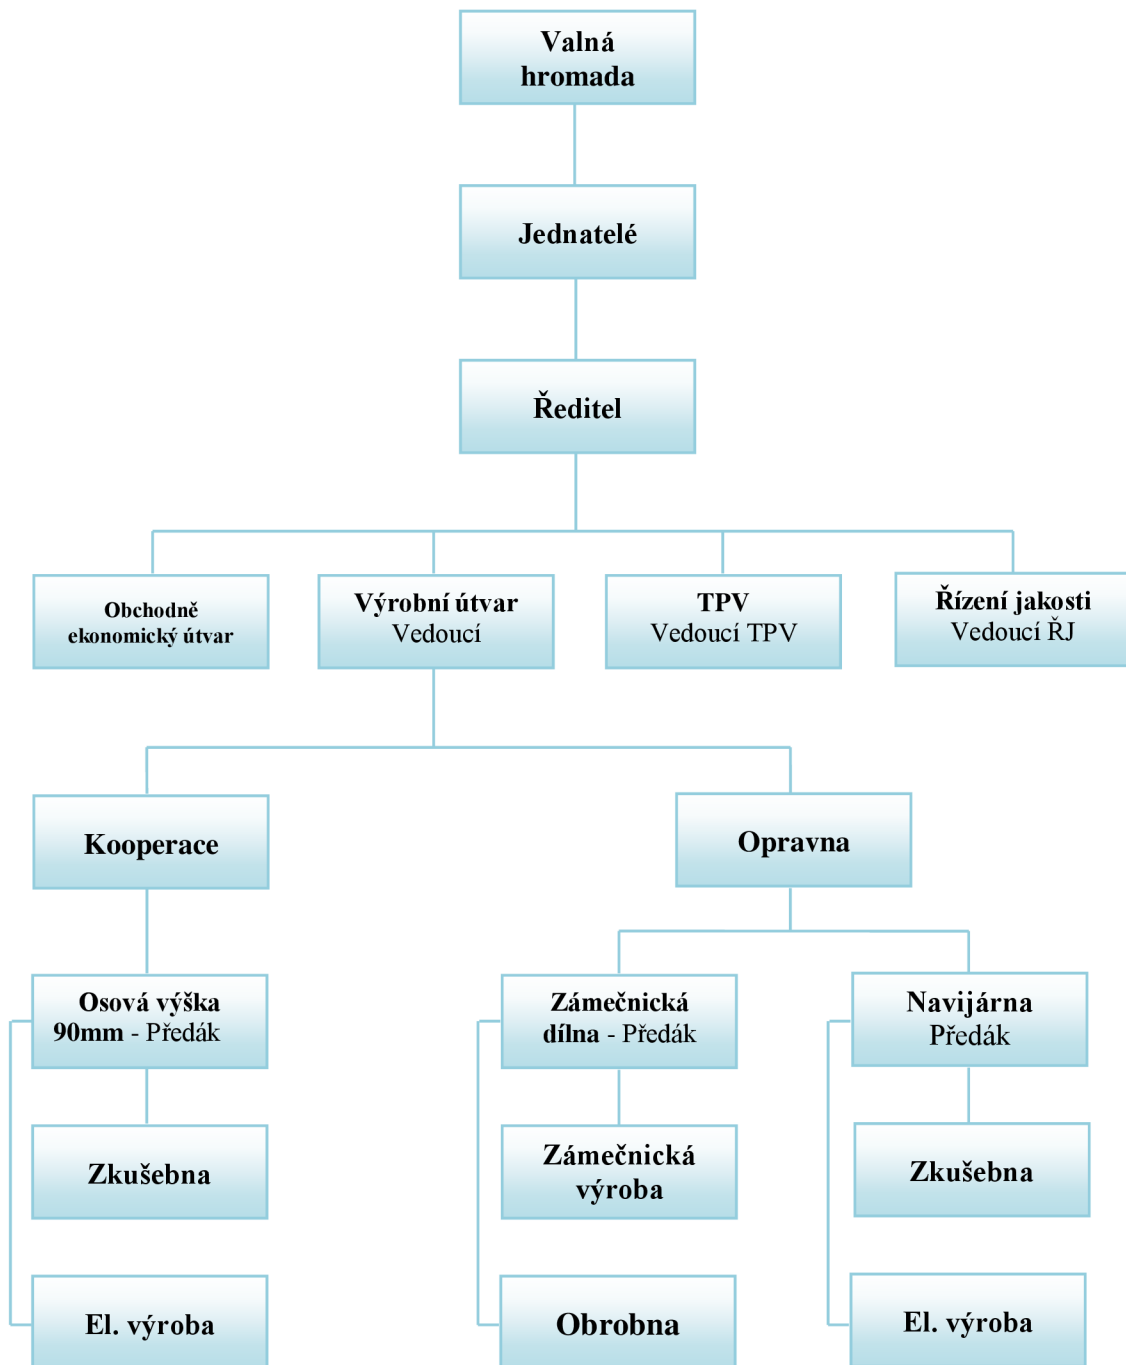 Valná
hromada
Jednatelé
Ředitel
Obchodně
ekonomický útvar
Výrobní útvar
Vedoucí
TPV
Vedoucí TPV
Řízení jakosti
Vedoucí ŘJ
Kooperace
Opravna
Osová výška
90mm - Předák
Zámečnická
dílna - Předák
Navijárna
Předák
Zkušebna
Zámečnická
výroba
Zkušebna
El. výroba
Obrobna
El. výroba